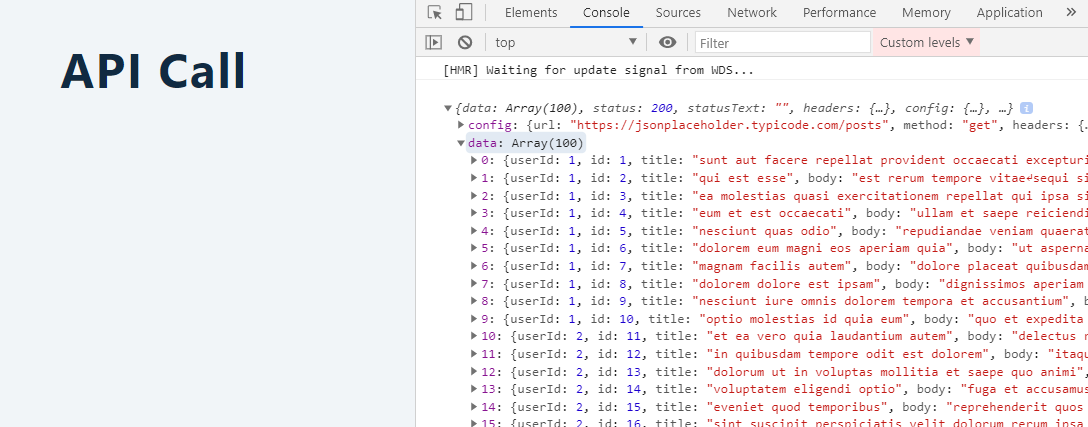 API Call
Elements Console Sources Network Performance Memory Application »
top Filter Custom levels
[HMR] Waiting for update signal from WDS...
{data: Array(100), status: 200, statusText: "", headers: {…}, config: {…}, …}
config: {url: "https://jsonplaceholder.typicode.com/posts", method: "get", headers: {
data: Array(100)
0: {userId: 1, id: 1, title: "sunt aut facere repellat provident occaecati excepturi
1: {userId: 1, id: 2, title: "qui est esse", body: "est rerum tempore vitae↵sequi si
2: {userId: 1, id: 3, title: "ea molestias quasi exercitationem repellat qui ipsa si
3: {userId: 1, id: 4, title: "eum et est occaecati", body: "ullam et saepe reiciendi
4: {userId: 1, id: 5, title: "nesciunt quas odio", body: "repudiandae veniam quaerat
5: {userId: 1, id: 6, title: "dolorem eum magni eos aperiam quia", body: "ut asperna
6: {userId: 1, id: 7, title: "magnam facilis autem", body: "dolore placeat quibusdam
7: {userId: 1, id: 8, title: "dolorem dolore est ipsam", body: "dignissimos aperiam
8: {userId: 1, id: 9, title: "nesciunt iure omnis dolorem tempora et accusantium", b
9: {userId: 1, id: 10, title: "optio molestias id quia eum", body: "quo et expedita
10: {userId: 2, id: 11, title: "et ea vero quia laudantium autem", body: "delectus r
11: {userId: 2, id: 12, title: "in quibusdam tempore odit est dolorem", body: "itaqu
12: {userId: 2, id: 13, title: "dolorum ut in voluptas mollitia et saepe quo animi",
13: {userId: 2, id: 14, title: "voluptatem eligendi optio", body: "fuga et accusamus
14: {userId: 2, id: 15, title: "eveniet quod temporibus", body: "reprehenderit quos
15: {userId: 2, id: 16, title: "sint suscipit perspiciatis velit dolorum rerum ipsa